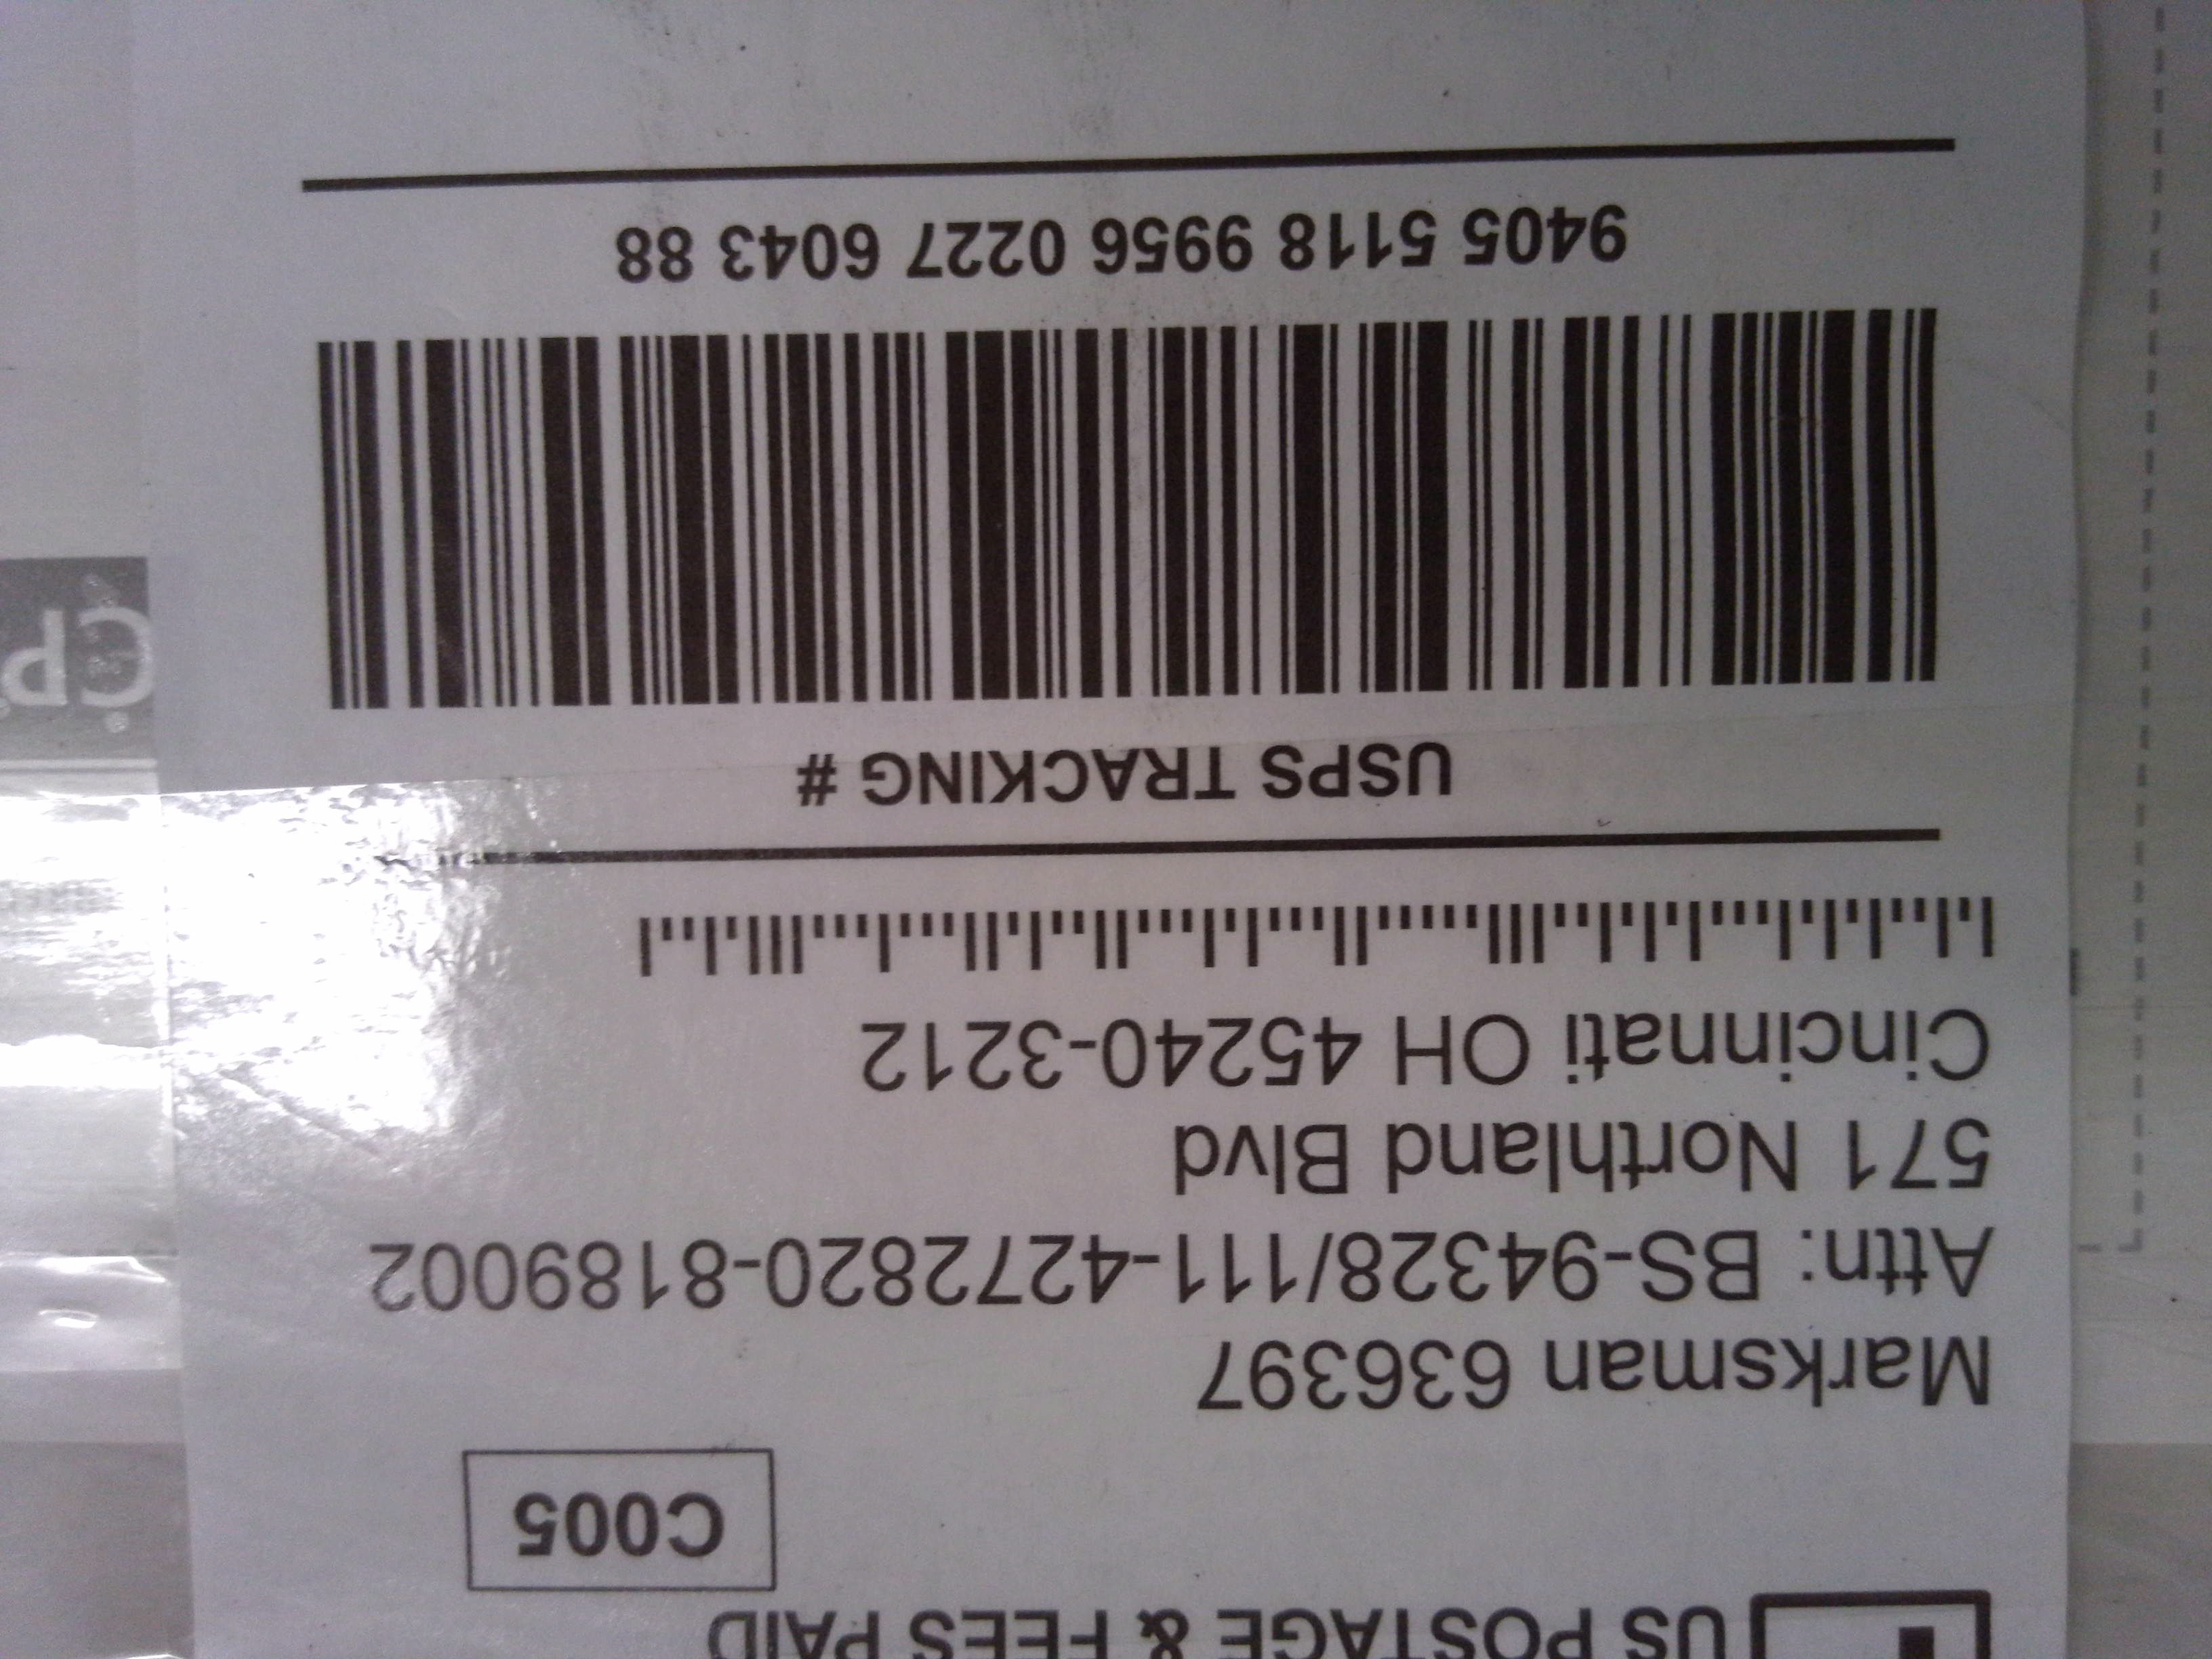 US POSTAGE & FEES PAID
C005
Marksman 636397
Attn: BS-94328/111-4272820-8189002
571 Northland Blvd
Cincinnati OH 45240-3212
USPS TRACKING #
9405 5118 9956 0227 6043 88
CP